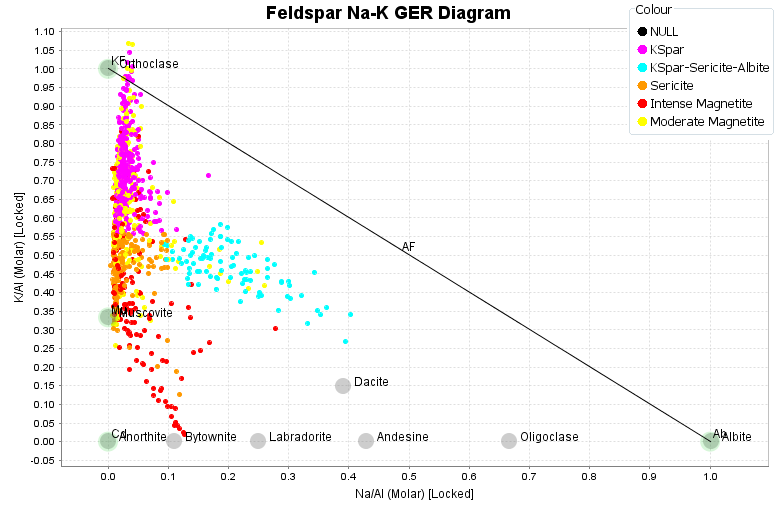 Feldspar Na-K GER Diagram
Colour
NULL
KSpar
KSpar-Sericite-Albite
Sericite
Intense Magnetite
Moderate Magnetite
1.10
1.05
1.00
0.95
0.90
0.85
0.80
0.75
0.70
0.65
0.60
0.55
0.50
0.45
0.40
0.35
0.30
0.25
0.20
0.15
0.10
0.05
0.00
-0.05
K/Al (Molar) [Locked]
Orthoclase
AF
Muscovite
Dacite
Cd
Anorthite
Bytownite
Labradorite
Andesine
Oligoclase
Ab
Albite
0.0 0.1 0.2 0.3 0.4 0.5 0.6 0.7 0.8 0.9 1.0
Na/Al (Molar) [Locked]